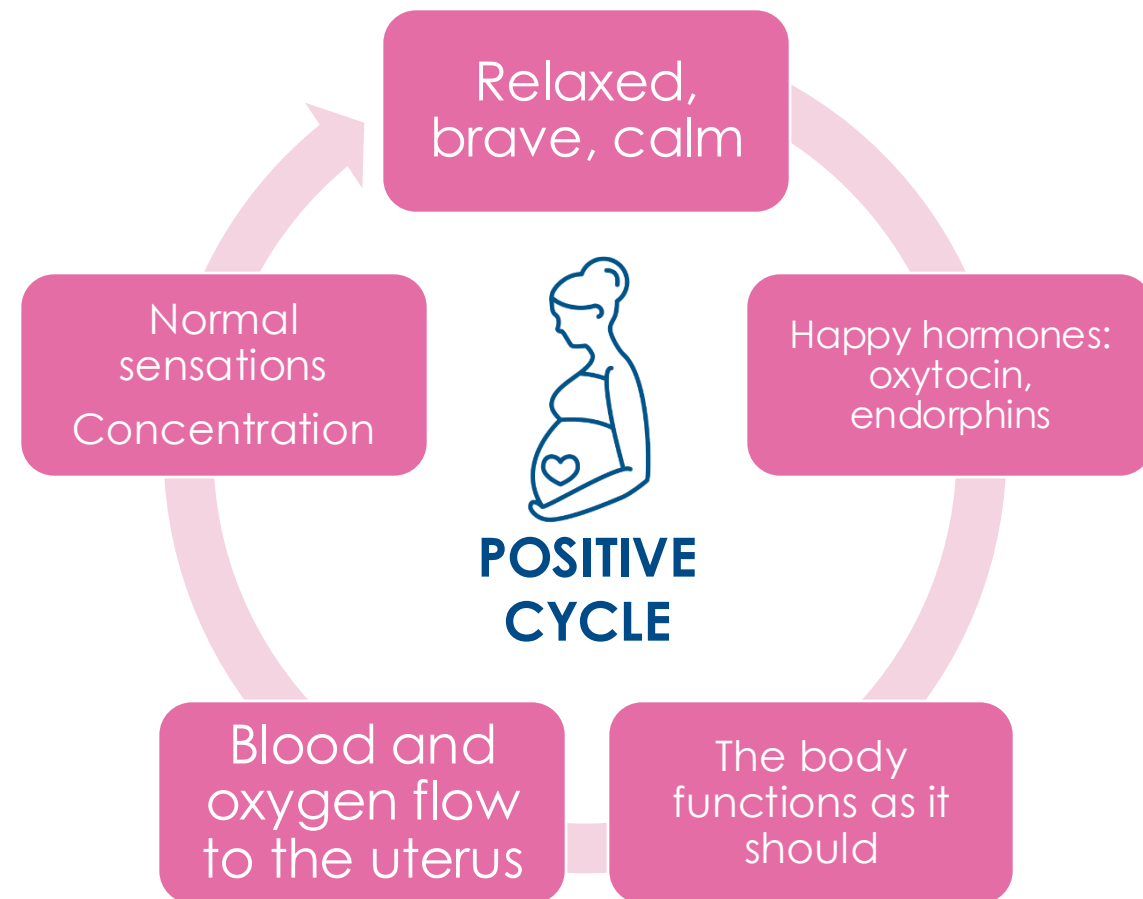 Relaxed,
brave, calm
Happy hormones:
oxytocin,
endorphins
The body
functions as it
should
Blood and
oxygen flow
to the uterus
Normal
sensations
Concentration
POSITIVE
CYCLE